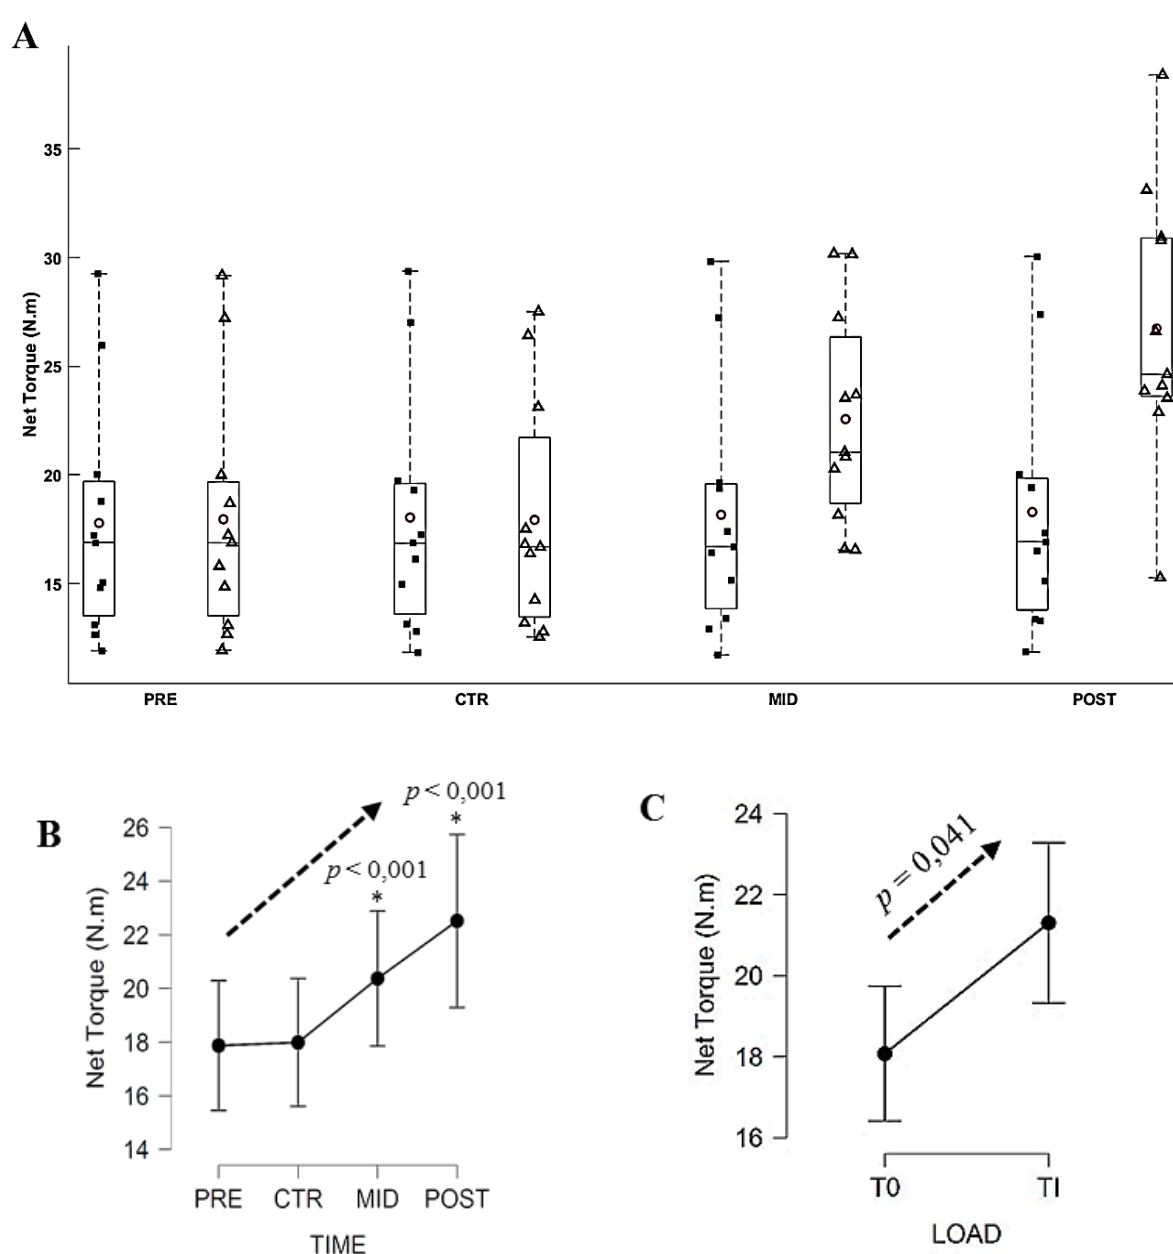 A
Net Torque (N.m)
35
30
25
20
15
PRE CTR MID POST
B
Net Torque (N.m)
26
24
22
20
18
16
14
p < 0,001
*
p < 0,001
*
PRE CTR MID POST
TIME
C
Net Torque (N.m)
24
22
20
18
16
p = 0,041
T0 TI
LOAD